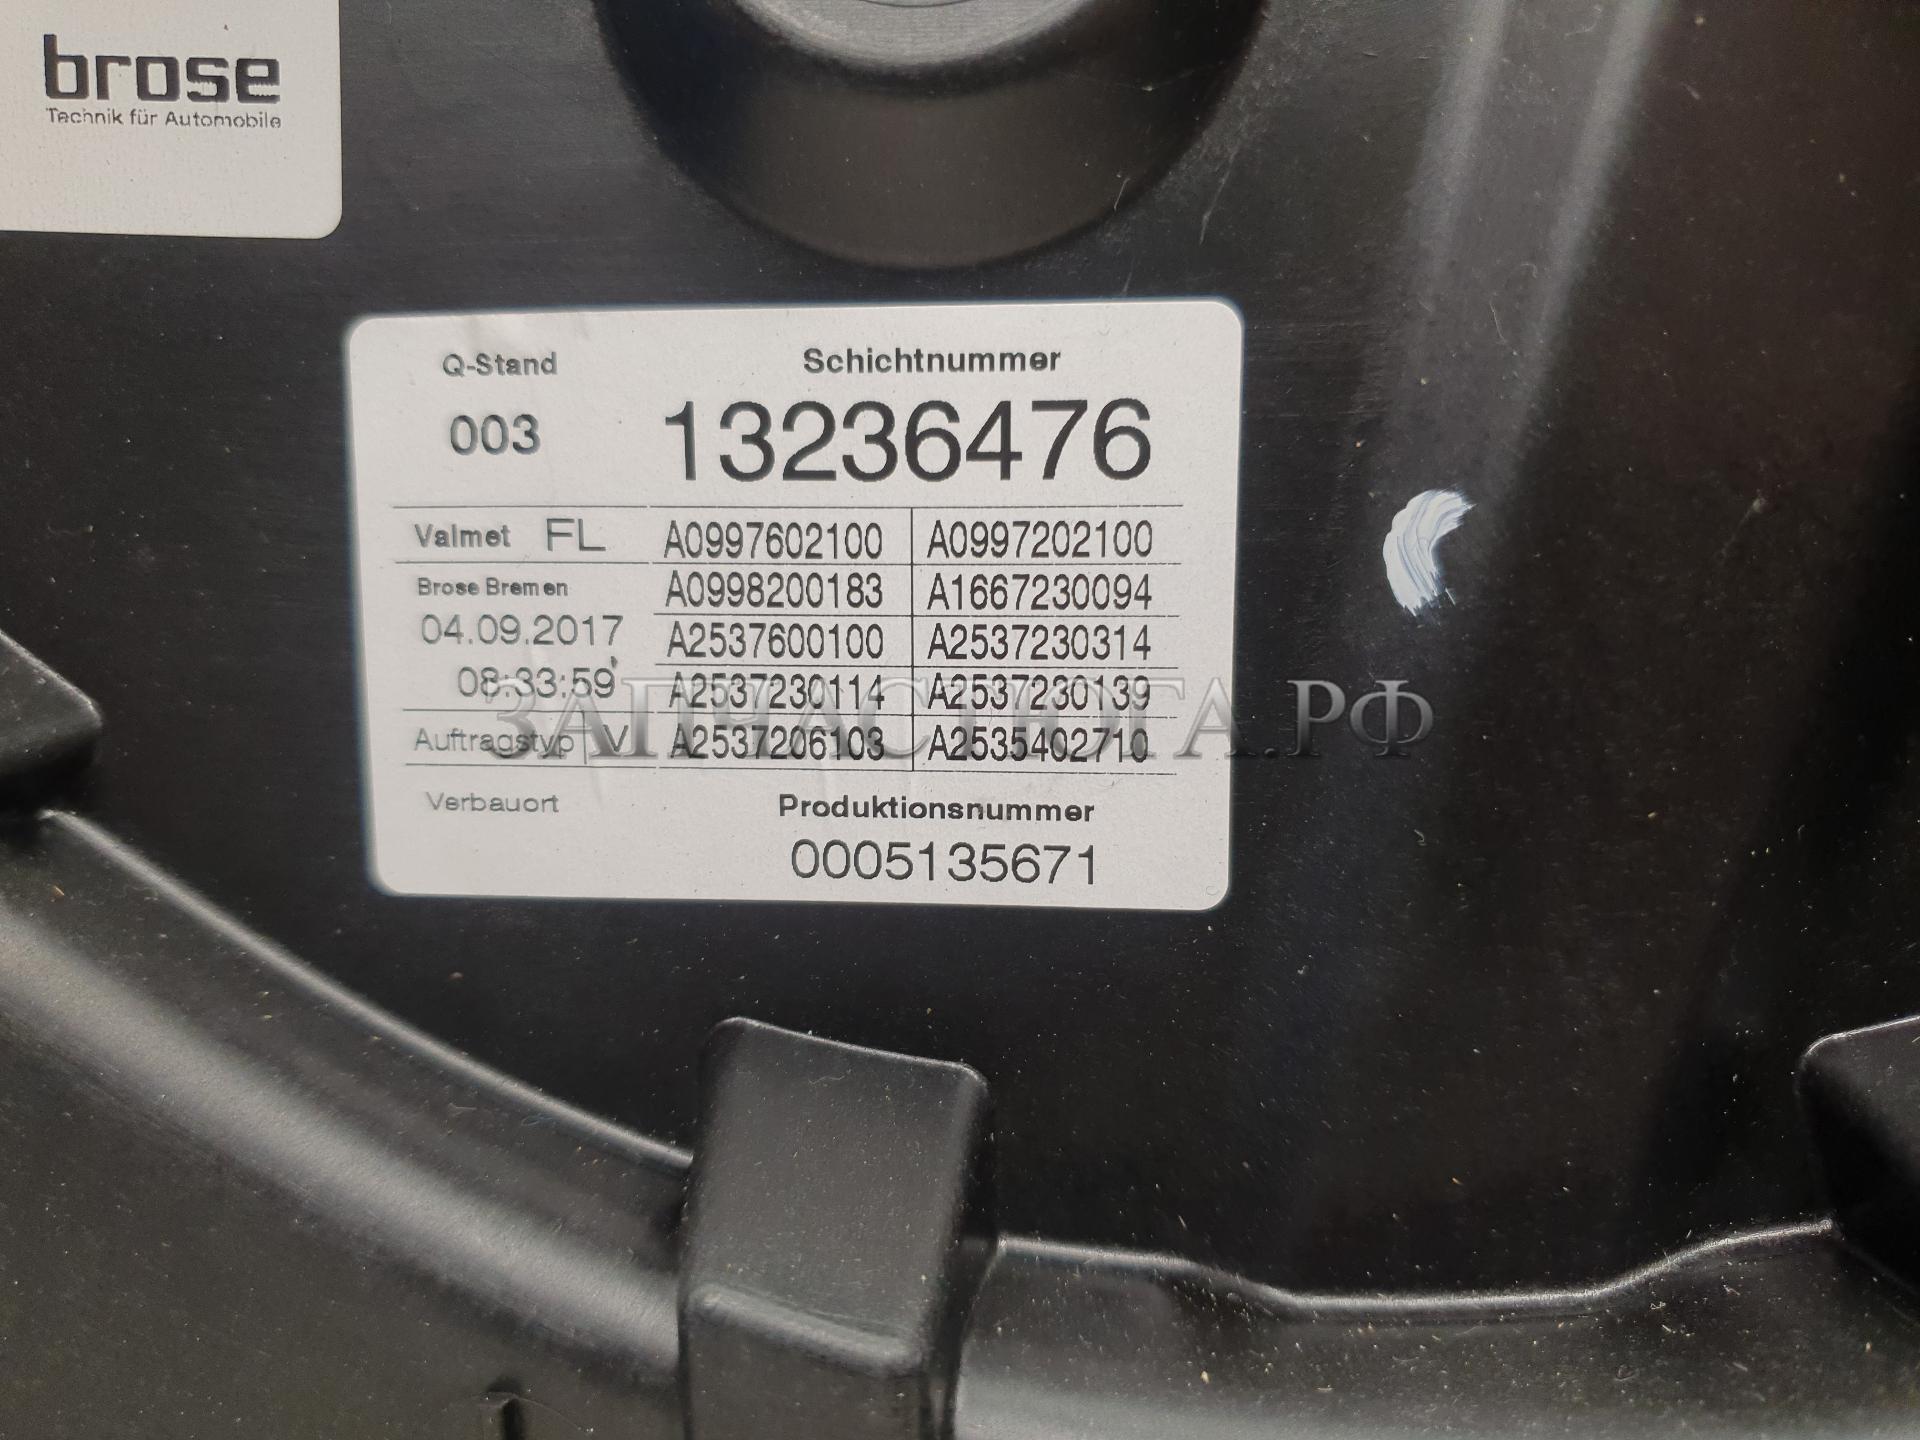 brose
Technik für Automobile
Q-Stand Schichtnummer
003 13236476
Valmet FL A0997602100 A0997202100
Brose Bremen A0998200183 A1667230094
04.09.2017 A2537600100 A2537230314
08:33:59 A2537230114 A2537230139
ЗАПЧАСТЮГА.РФ
Auftragstyp V A2537206103 A2535402710
Verbauort Produktionsnummer
0005135671